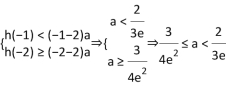 {h(-1) < (-1-2)a
h(-2) ≥ (-2-2)a ⇒ {a < 2/3e
a ≥ 3/4e² ⇒ 3/4e² ≤ a < 2/3e